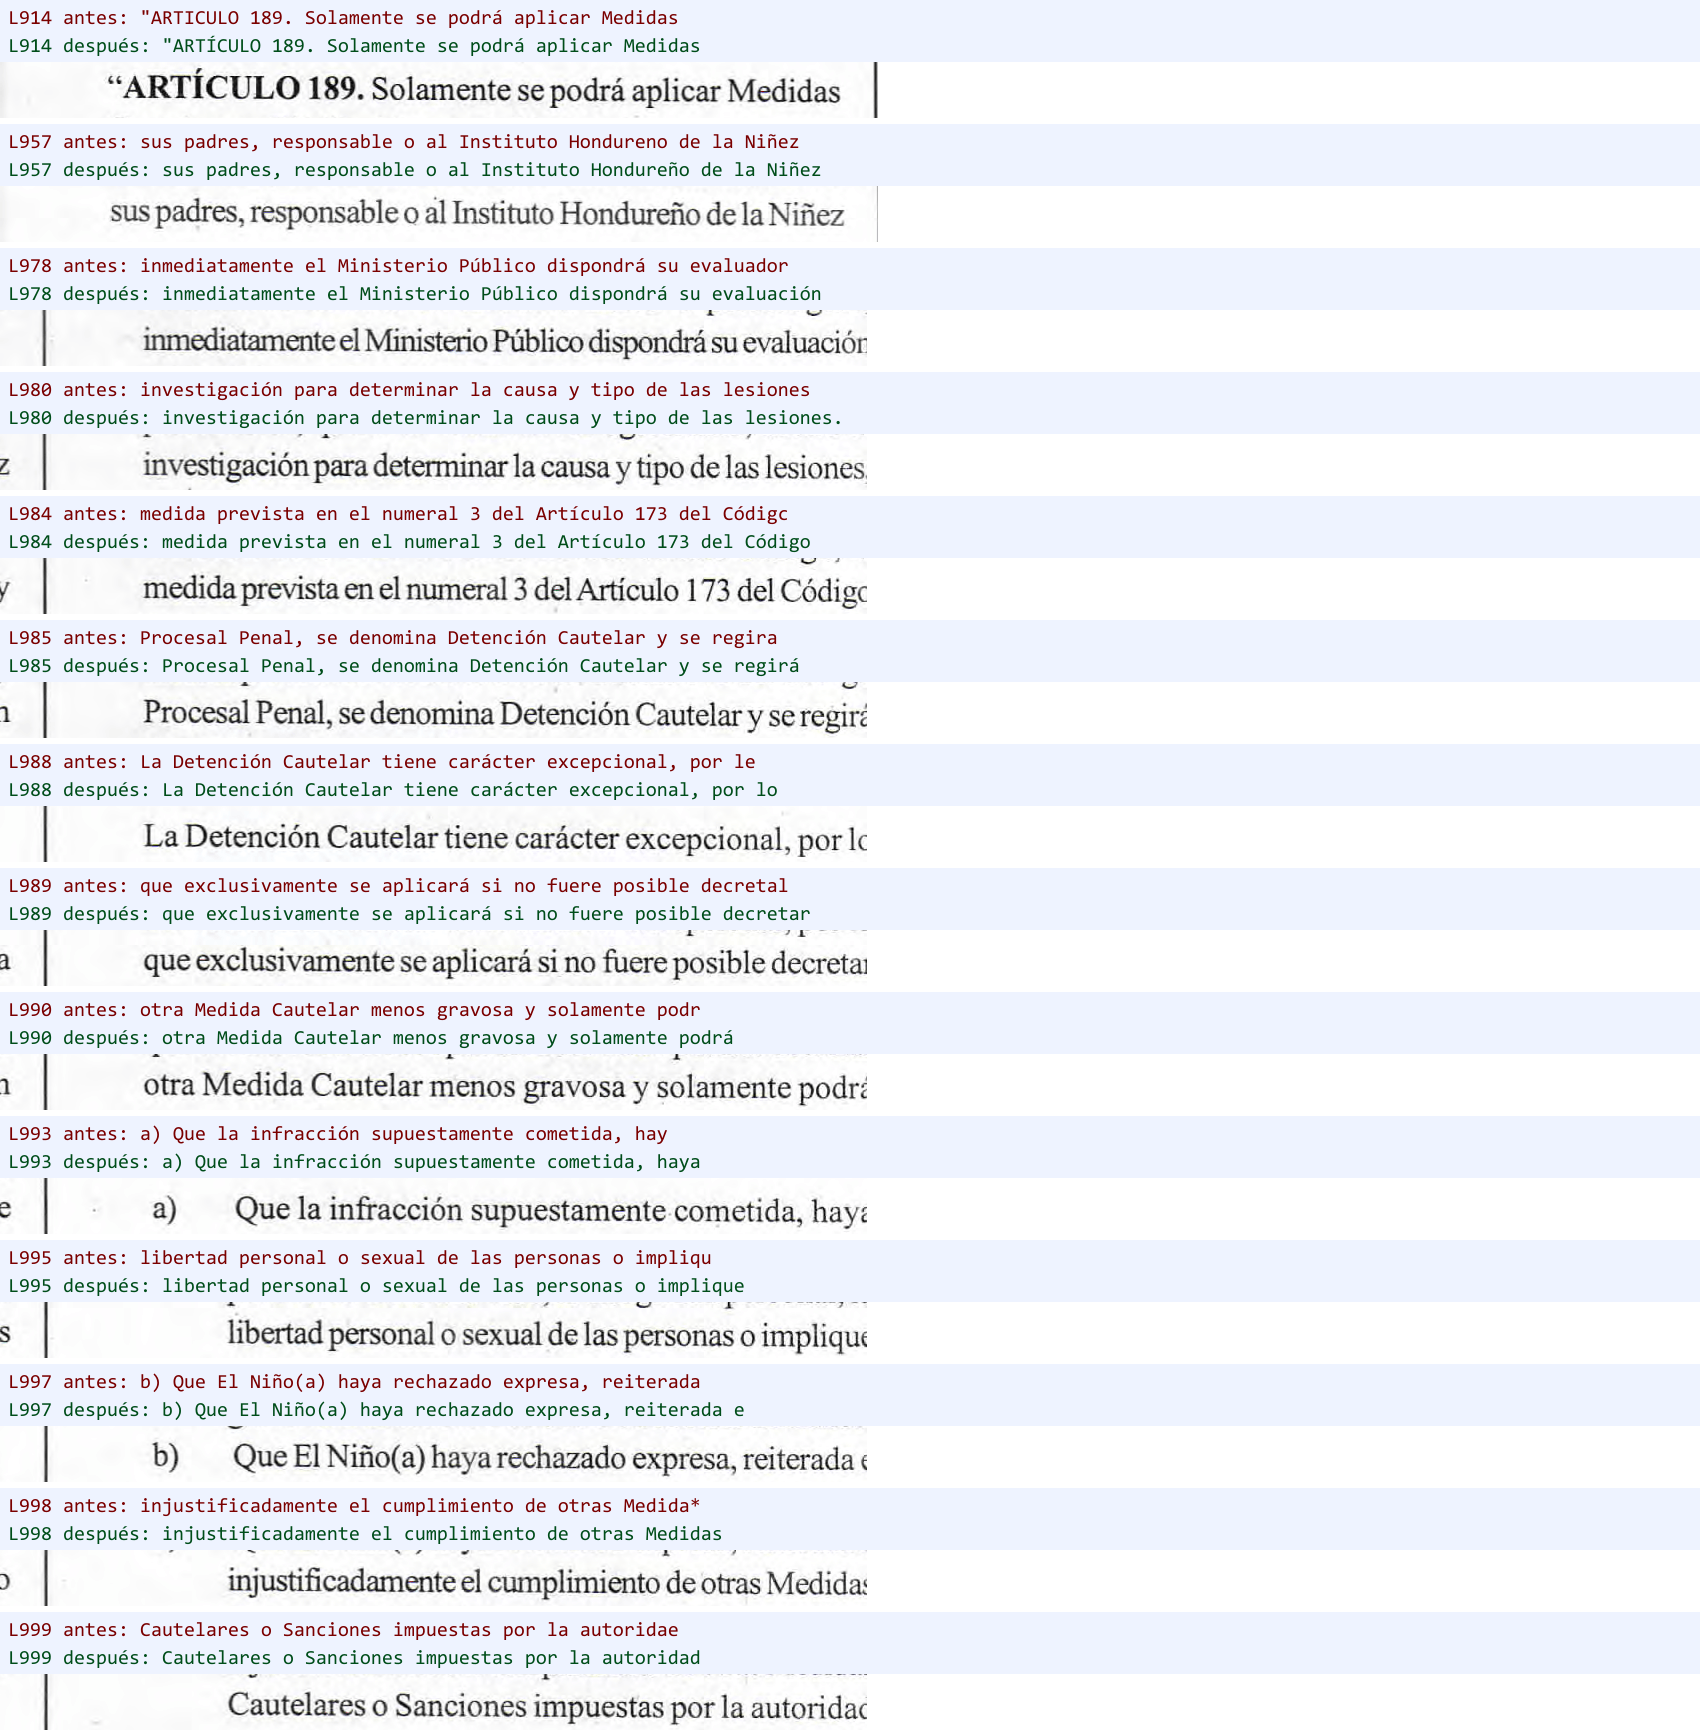 L914 antes: "ARTICULO 189. Solamente se podrá aplicar Medidas
L914 después: "ARTÍCULO 189. Solamente se podrá aplicar Medidas
“ARTÍCULO 189. Solamente se podrá aplicar Medidas
L957 antes: sus padres, responsable o al Instituto Hondureno de la Niñez
L957 después: sus padres, responsable o al Instituto Hondureño de la Niñez
sus padres, responsable o al Instituto Hondureño de la Niñez
L978 antes: inmediatamente el Ministerio Público dispondrá su evaluador
L978 después: inmediatamente el Ministerio Público dispondrá su evaluación
inmediatamente el Ministerio Público dispondrá su evaluación
L980 antes: investigación para determinar la causa y tipo de las lesiones
L980 después: investigación para determinar la causa y tipo de las lesiones.
z investigación para determinar la causa y tipo de las lesiones.
L984 antes: medida prevista en el numeral 3 del Artículo 173 del Códigc
L984 después: medida prevista en el numeral 3 del Artículo 173 del Código
y medida prevista en el numeral 3 del Artículo 173 del Código
L985 antes: Procesal Penal, se denomina Detención Cautelar y se regira
L985 después: Procesal Penal, se denomina Detención Cautelar y se regirá
n Procesal Penal, se denomina Detención Cautelar y se regirá
L988 antes: La Detención Cautelar tiene carácter excepcional, por le
L988 después: La Detención Cautelar tiene carácter excepcional, por lo
La Detención Cautelar tiene carácter excepcional, por lo
L989 antes: que exclusivamente se aplicará si no fuere posible decretal
L989 después: que exclusivamente se aplicará si no fuere posible decretar
a que exclusivamente se aplicará si no fuere posible decretar
L990 antes: otra Medida Cautelar menos gravosa y solamente podr
L990 después: otra Medida Cautelar menos gravosa y solamente podrá
n otra Medida Cautelar menos gravosa y solamente podrá
L993 antes: a) Que la infracción supuestamente cometida, hay
L993 después: a) Que la infracción supuestamente cometida, haya
e a) Que la infracción supuestamente cometida, haya
L995 antes: libertad personal o sexual de las personas o impliqu
L995 después: libertad personal o sexual de las personas o implique
s libertad personal o sexual de las personas o implique
L997 antes: b) Que El Niño(a) haya rechazado expresa, reiterada
L997 después: b) Que El Niño(a) haya rechazado expresa, reiterada e
b) Que El Niño(a) haya rechazado expresa, reiterada e
L998 antes: injustificadamente el cumplimiento de otras Medida*
L998 después: injustificadamente el cumplimiento de otras Medidas
o injustificadamente el cumplimiento de otras Medidas
L999 antes: Cautelares o Sanciones impuestas por la autoridae
L999 después: Cautelares o Sanciones impuestas por la autoridad
Cautelares o Sanciones impuestas por la autoridad